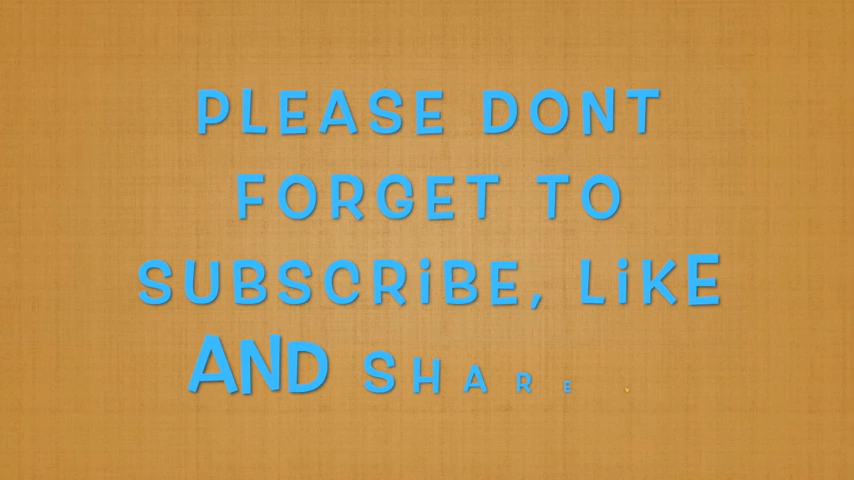 PLEASE DONT
FORGET TO
SUBSCRiBE, LiKE
AND SHARE